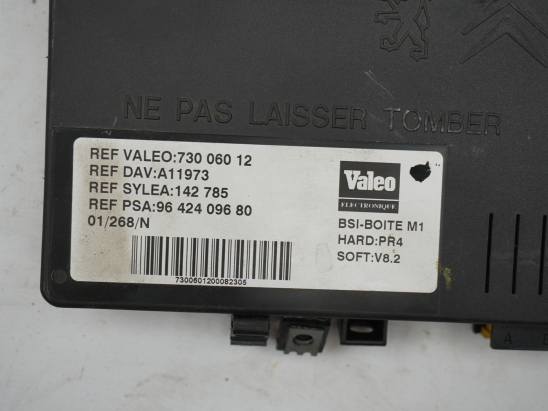 NE PAS LAISSER TOMBER
REF VALEO:730 060 12
REF DAV:A11973
REF SYLEA:142 785
REF PSA:96 424 096 80
01/268/N
Valeo
ELECTRONIQUE
BSI-BOITE M1
HARD:PR4
SOFT:V8.2
7300601200082305
A